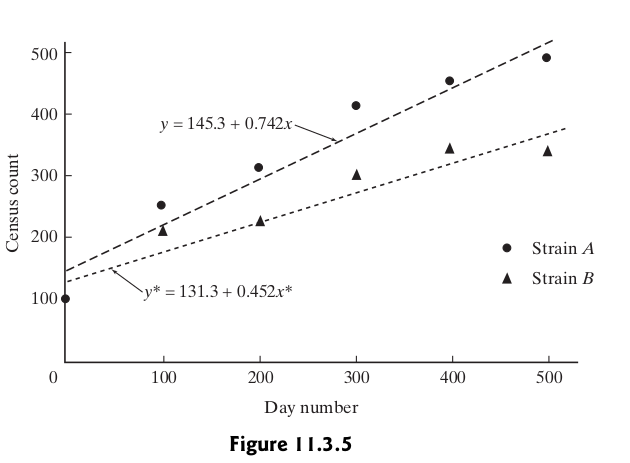 500
400
300
200
100
0
100
200
300
400
500
Census count
y = 145.3 + 0.742x
y* = 131.3 + 0.452x*
Strain A
Strain B
Day number
Figure 11.3.5